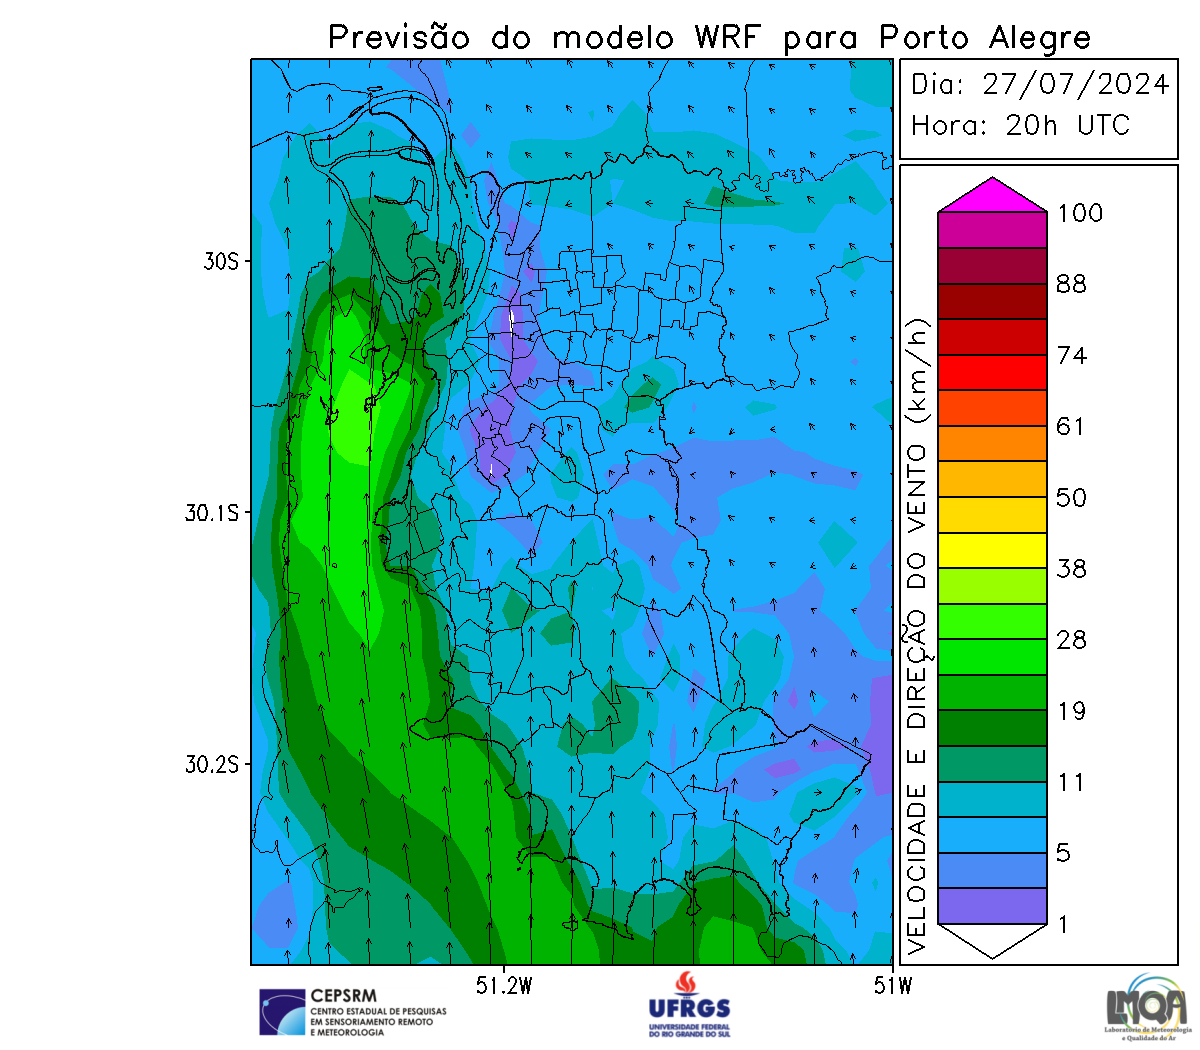 Previsão do modelo WRF para Porto Alegre
Dia: 27/07/2024
Hora: 20h UTC
30S
30.1S
30.2S
51.2W
51W
VELOCIDADE E DIREÇÃO DO VENTO (km/h)
100
88
74
61
50
38
28
19
11
5
1
CEPSRM
CENTRO ESTADUAL DE PESQUISAS
EM SENSORIAMENTO REMOTO
E METEOROLOGIA
UFRGS
UNIVERSIDADE FEDERAL
DO RIO GRANDE DO SUL
LMQA
Laboratório de Meteorologia
e Qualidade do Ar